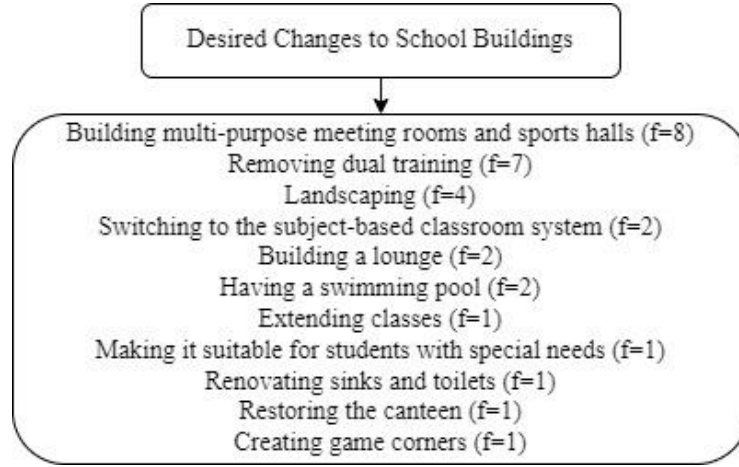 Desired Changes to School Buildings
Building multi-purpose meeting rooms and sports halls (f=8)
Removing dual training (f=7)
Landscaping (f=4)
Switching to the subject-based classroom system (f=2)
Building a lounge (f=2)
Having a swimming pool (f=2)
Extending classes (f=1)
Making it suitable for students with special needs (f=1)
Renovating sinks and toilets (f=1)
Restoring the canteen (f=1)
Creating game corners (f=1)